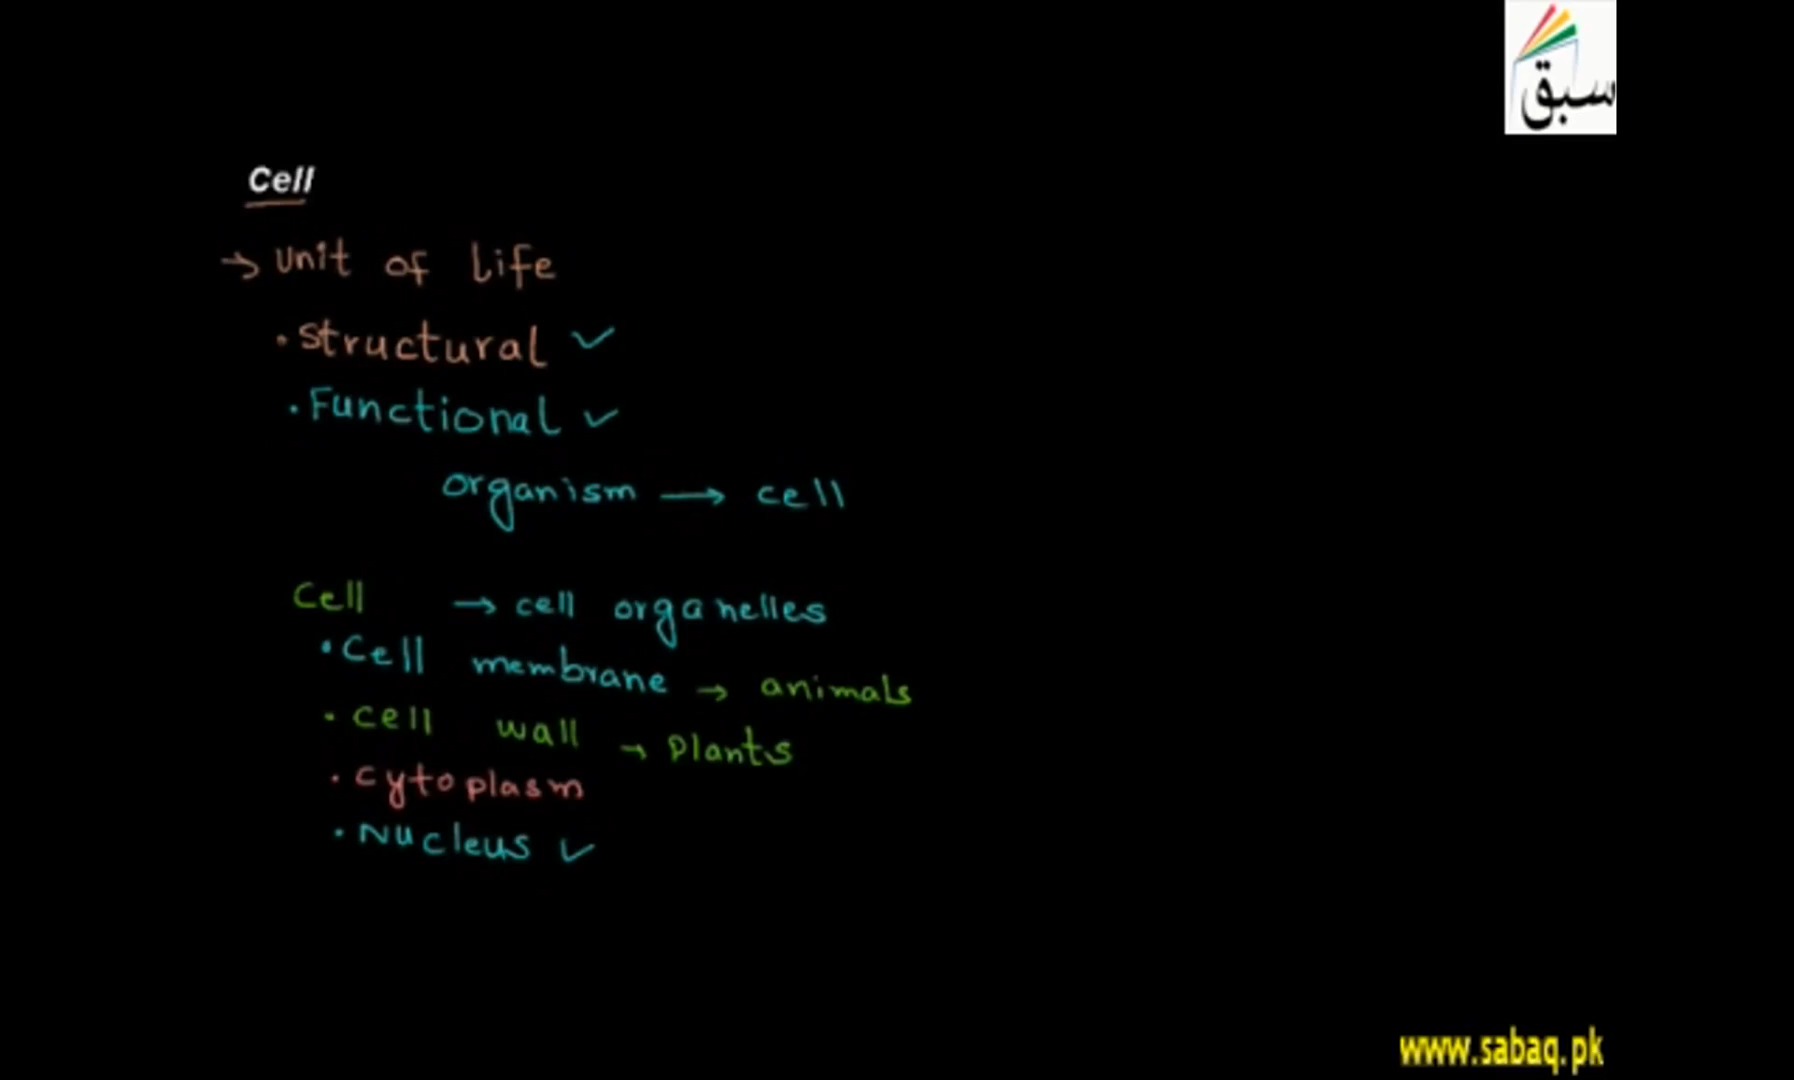 سبق
Cell
→ Unit of Life
• Structural ✓
• Functional ✓
organism → cell
Cell → cell organelles
• Cell membrane → animals
• cell wall → Plants
• cytoplasm
• Nucleus ✓
www.sabaq.pk